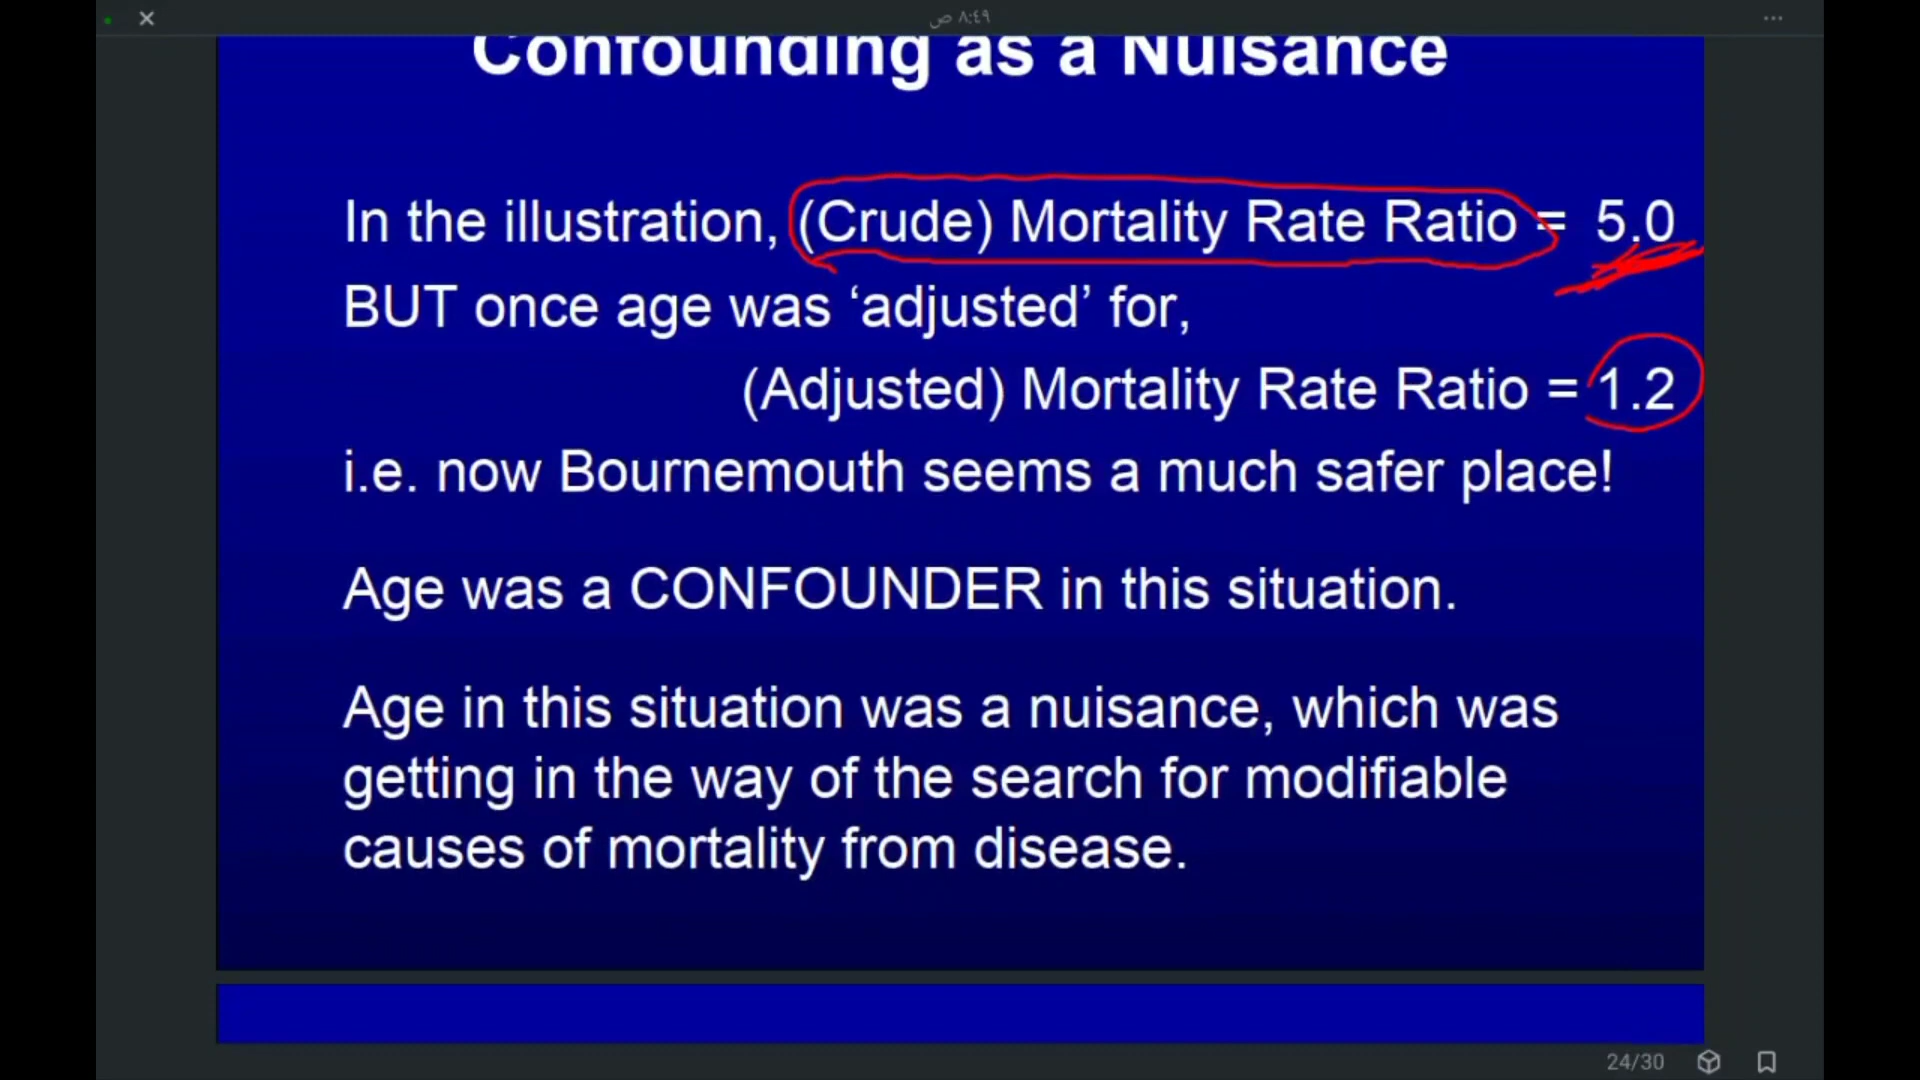 ٨:٤٩ ص
Confounding as a Nuisance
In the illustration, (Crude) Mortality Rate Ratio = 5.0
BUT once age was ‘adjusted’ for,
(Adjusted) Mortality Rate Ratio = 1.2
i.e. now Bournemouth seems a much safer place!
Age was a CONFOUNDER in this situation.
Age in this situation was a nuisance, which was
getting in the way of the search for modifiable
causes of mortality from disease.
24/30